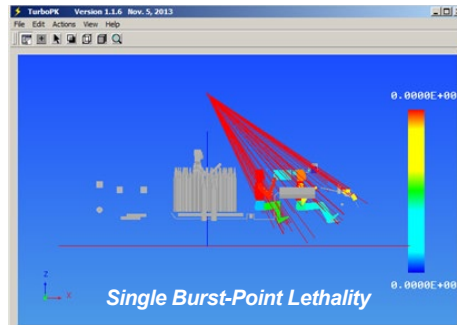 TurboPK Version 1.1.6 Nov. 5, 2013
File Edit Actions View Help
0.0000E+00
Z
X
0.0000E+00
Single Burst-Point Lethality